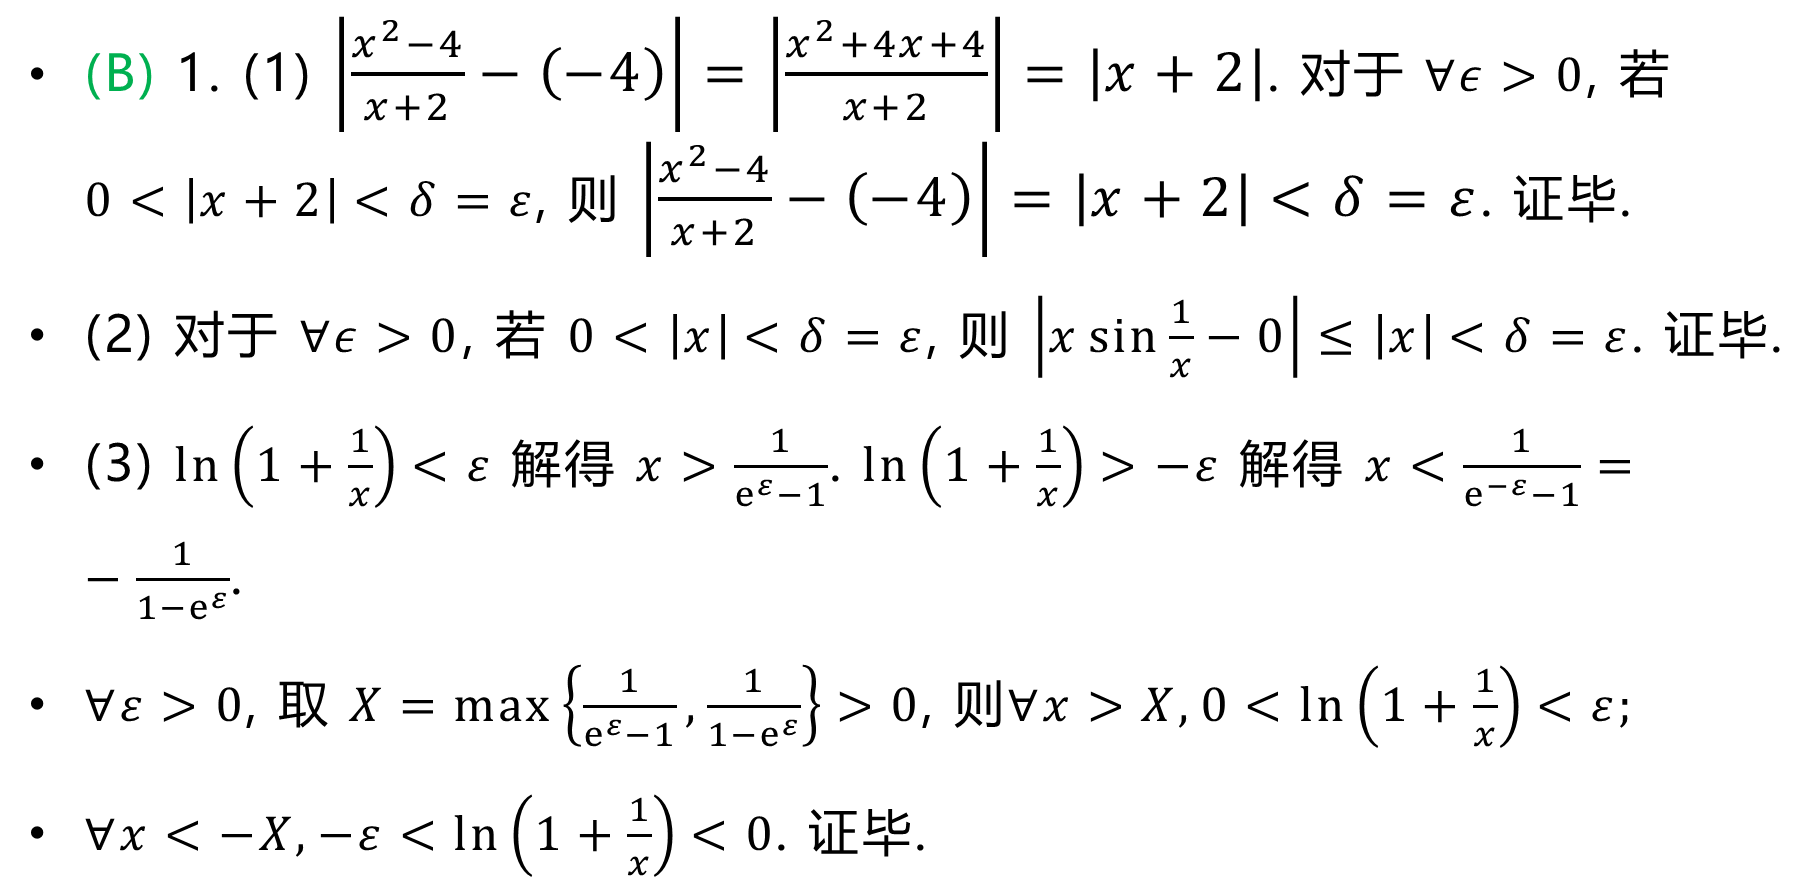 • (B) 1. (1) |x²−4/x+2 − (−4)| = |x²+4x+4/x+2| = |x + 2|. 对于 ∀ϵ > 0, 若
0 < |x + 2| < δ = ε, 则 |x²−4/x+2 − (−4)| = |x + 2| < δ = ε. 证毕.
• (2) 对于 ∀ϵ > 0, 若 0 < |x| < δ = ε, 则 |x sin 1/x − 0| ≤ |x| < δ = ε. 证毕.
• (3) ln(1 + 1/x) < ε 解得 x > 1/e^ε−1. ln(1 + 1/x) > −ε 解得 x < 1/e^−ε−1 =
− 1/1−e^ε.
• ∀ε > 0, 取 X = max{1/e^ε−1, 1/1−e^ε} > 0, 则∀x > X, 0 < ln(1 + 1/x) < ε;
• ∀x < −X, −ε < ln(1 + 1/x) < 0. 证毕.